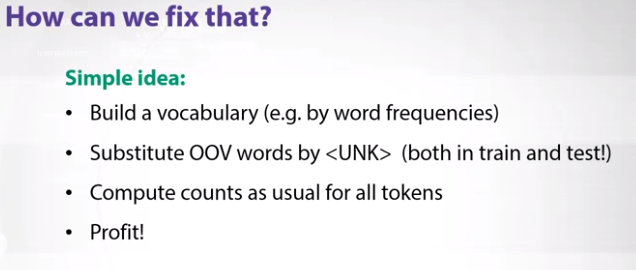 How can we fix that?
Simple idea:
• Build a vocabulary (e.g. by word frequencies)
• Substitute OOV words by <UNK> (both in train and test!)
• Compute counts as usual for all tokens
• Profit!